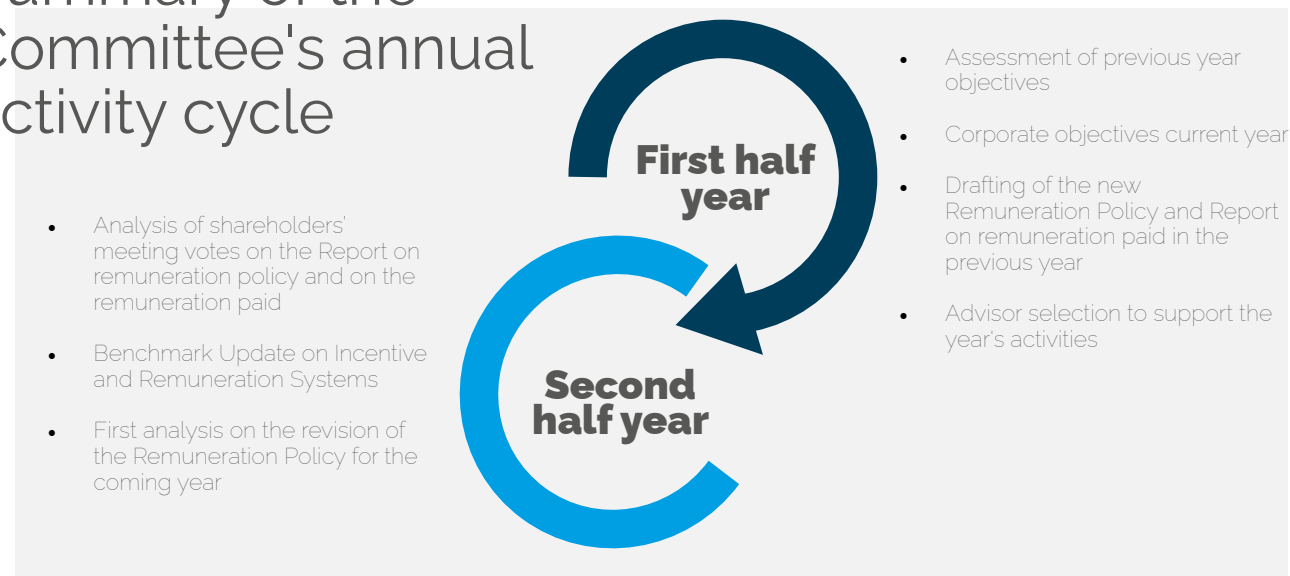 ummary of the
Committee's annual
ctivity cycle
First half
year
• Assessment of previous year
objectives
• Corporate objectives current year
• Drafting of the new
Remuneration Policy and Report
on remuneration paid in the
previous year
• Advisor selection to support the
year's activities
Second
half year
• Analysis of shareholders'
meeting votes on the Report on
remuneration policy and on the
remuneration paid
• Benchmark Update on Incentive
and Remuneration Systems
• First analysis on the revision of
the Remuneration Policy for the
coming year